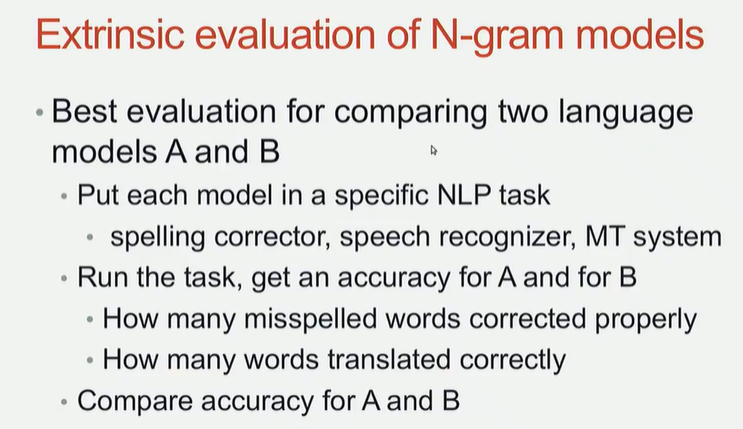 Extrinsic evaluation of N-gram models
• Best evaluation for comparing two language
models A and B
• Put each model in a specific NLP task
• spelling corrector, speech recognizer, MT system
• Run the task, get an accuracy for A and for B
• How many misspelled words corrected properly
• How many words translated correctly
• Compare accuracy for A and B